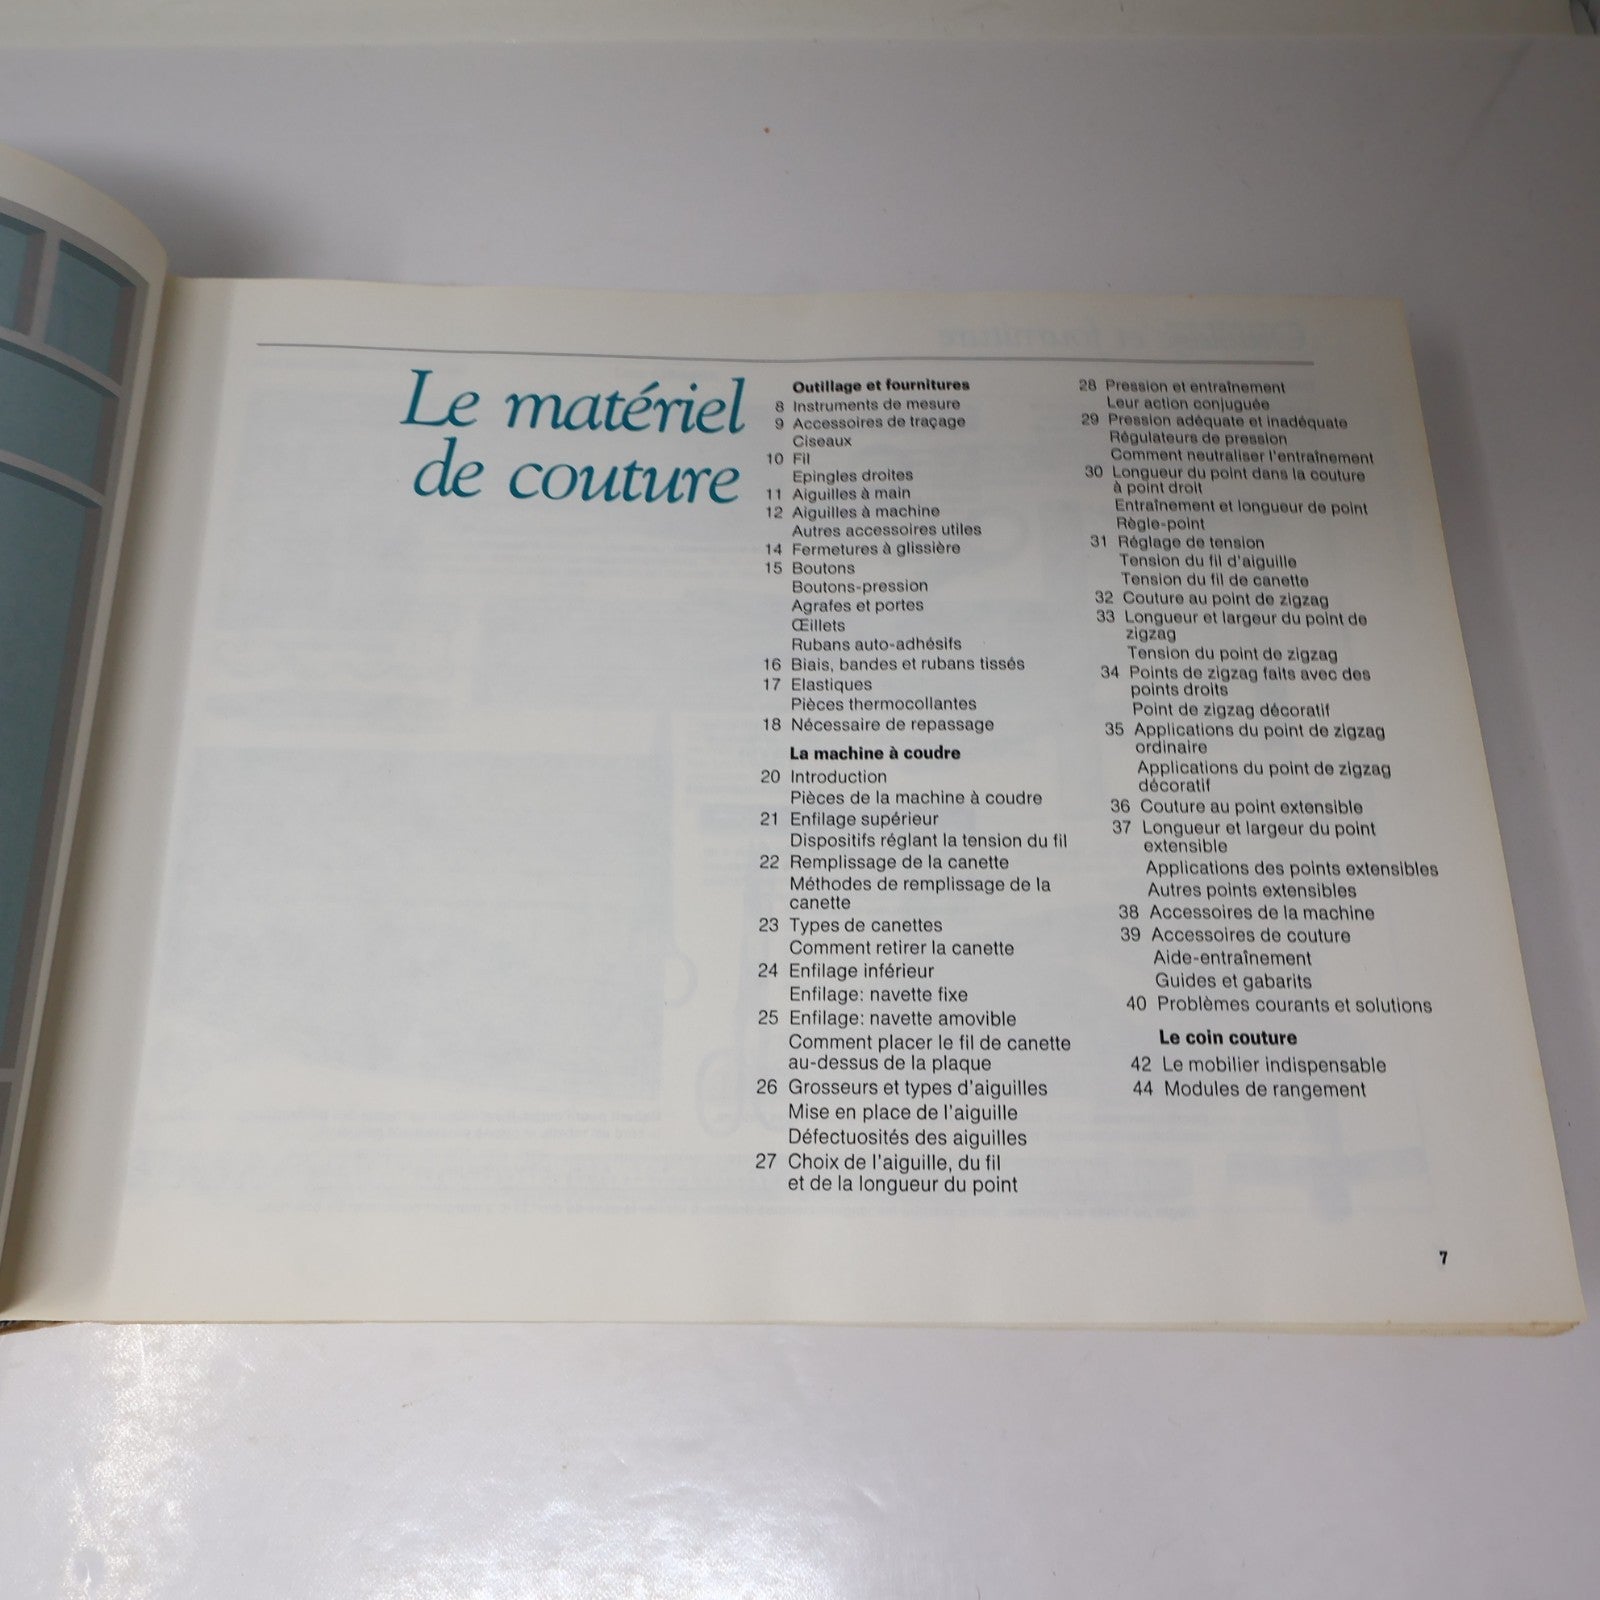 Le matériel
de couture
Outillage et fournitures
8 Instruments de mesure
9 Accessoires de traçage
Ciseaux
10 Fil
Epingles droites
11 Aiguilles à main
12 Aiguilles à machine
Autres accessoires utiles
14 Fermetures à glissière
15 Boutons
Boutons-pression
Agrafes et portes
Œillets
Rubans auto-adhésifs
16 Biais, bandes et rubans tissés
17 Elastiques
Pièces thermocollantes
18 Nécessaire de repassage
La machine à coudre
20 Introduction
Pièces de la machine à coudre
21 Enfilage supérieur
Dispositifs réglant la tension du fil
22 Remplissage de la canette
Méthodes de remplissage de la
canette
23 Types de canettes
Comment retirer la canette
24 Enfilage inférieur
Enfilage: navette fixe
25 Enfilage: navette amovible
Comment placer le fil de canette
au-dessus de la plaque
26 Grosseurs et types d'aiguilles
Mise en place de l'aiguille
Défectuosités des aiguilles
27 Choix de l'aiguille, du fil
et de la longueur du point
28 Pression et entraînement
Leur action conjuguée
29 Pression adéquate et inadéquate
Régulateurs de pression
Comment neutraliser l'entraînement
30 Longueur du point dans la couture
à point droit
Entraînement et longueur de point
Règle-point
31 Réglage de tension
Tension du fil d'aiguille
Tension du fil de canette
32 Couture au point de zigzag
33 Longueur et largeur du point de
zigzag
Tension du point de zigzag
34 Points de zigzag faits avec des
points droits
Point de zigzag décoratif
35 Applications du point de zigzag
ordinaire
Applications du point de zigzag
décoratif
36 Couture au point extensible
37 Longueur et largeur du point
extensible
Applications des points extensibles
Autres points extensibles
38 Accessoires de la machine
39 Accessoires de couture
Aide-entraînement
Guides et gabarits
40 Problèmes courants et solutions
Le coin couture
42 Le mobilier indispensable
44 Modules de rangement
7